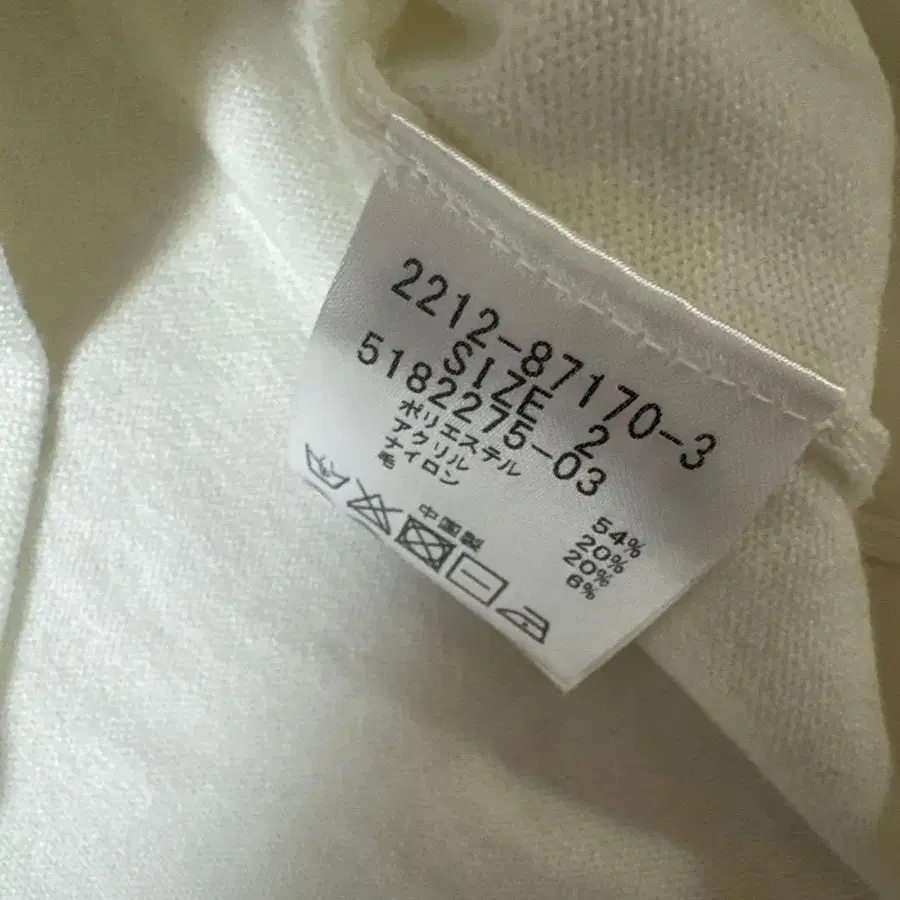 2212-87170-3
SIZE 2
5182275-03
ポリエステル 54%
アクリル 20%
ナイロン 20%
毛 6%
中国製